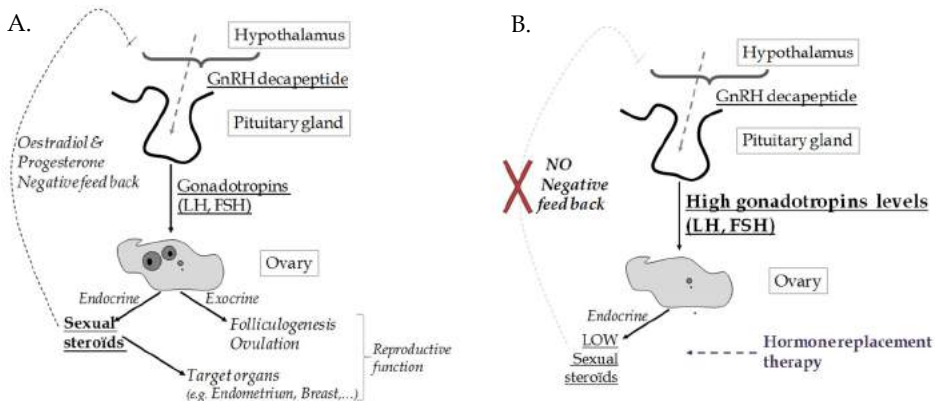 A.
Hypothalamus
GnRH decapeptide
Pituitary gland
Oestradiol &
Progesterone
Negative feed back
Gonadotropins
(LH, FSH)
Ovary
Endocrine
Exocrine
Sexual
steroïds
Folliculogenesis
Ovulation
Target organs
(e.g. Endometrium, Breast,...)
Reproductive
function
B.
Hypothalamus
GnRH decapeptide
Pituitary gland
NO
Negative
feed back
High gonadotropins levels
(LH, FSH)
Ovary
Endocrine
LOW
Sexual
steroïds
Hormone replacement
therapy